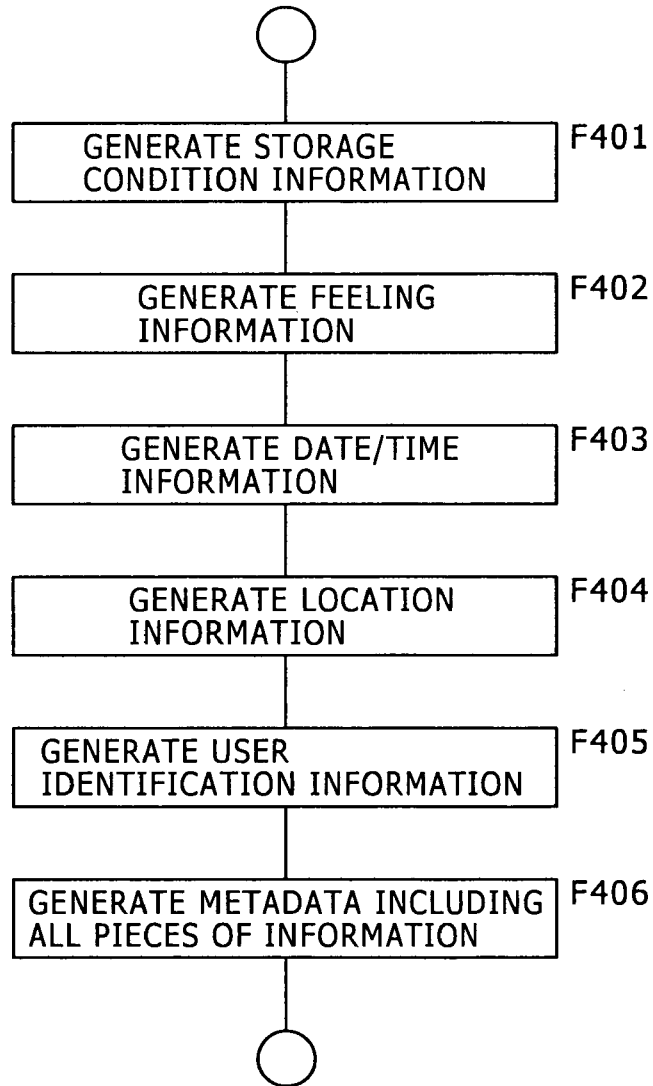 GENERATE STORAGE
CONDITION INFORMATION
F401
GENERATE FEELING
INFORMATION
F402
GENERATE DATE/TIME
INFORMATION
F403
GENERATE LOCATION
INFORMATION
F404
GENERATE USER
IDENTIFICATION INFORMATION
F405
GENERATE METADATA INCLUDING
ALL PIECES OF INFORMATION
F406